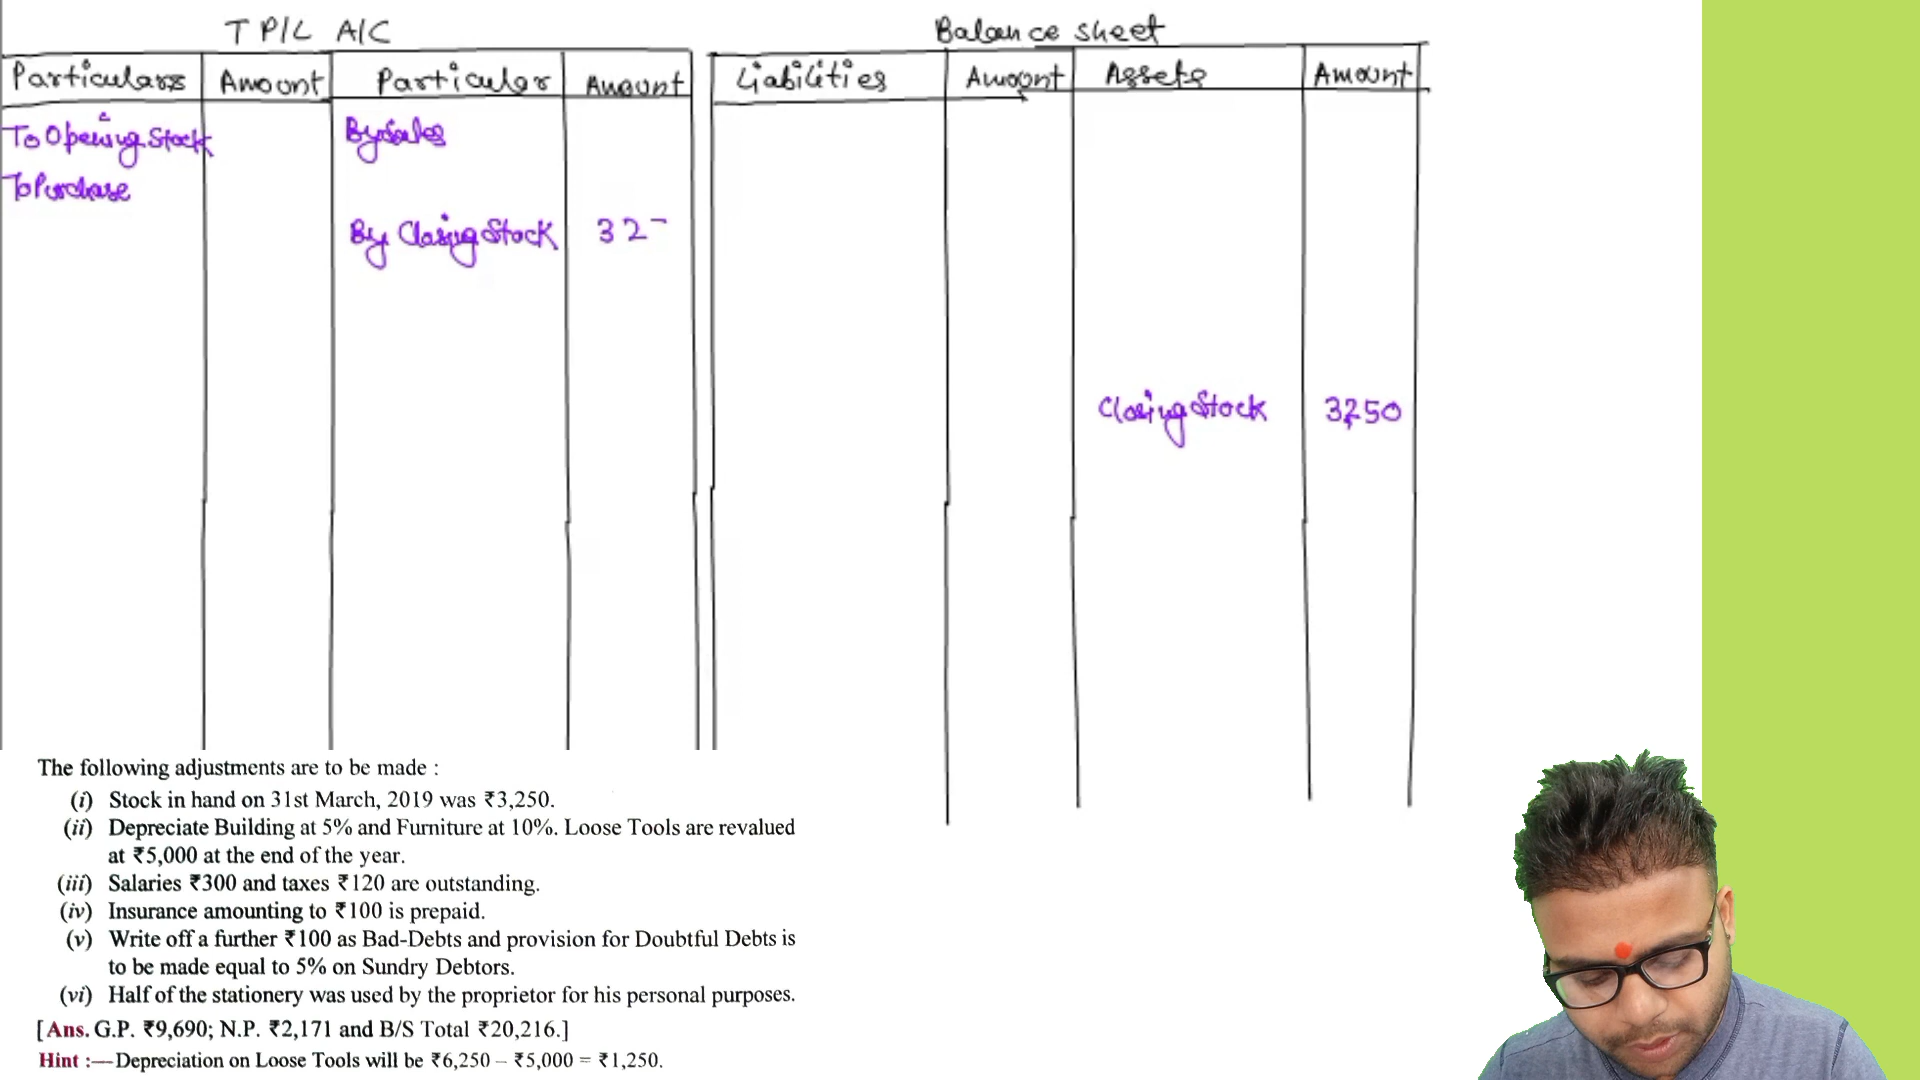 T P/L A/C
Balance sheet
Particulars Amount Particular Amount
Liabilities Amount Assets Amount
To Opening Stock By Sales
To Purchase
By Closing Stock 32
Closing Stock 3,250
The following adjustments are to be made :
(i) Stock in hand on 31st March, 2019 was ₹3,250.
(ii) Depreciate Building at 5% and Furniture at 10%. Loose Tools are revalued
at ₹5,000 at the end of the year.
(iii) Salaries ₹300 and taxes ₹120 are outstanding.
(iv) Insurance amounting to ₹100 is prepaid.
(v) Write off a further ₹100 as Bad-Debts and provision for Doubtful Debts is
to be made equal to 5% on Sundry Debtors.
(vi) Half of the stationery was used by the proprietor for his personal purposes.
[Ans. G.P. ₹9,690; N.P. ₹2,171 and B/S Total ₹20,216.]
Hint :— Depreciation on Loose Tools will be ₹6,250 – ₹5,000 = ₹1,250.